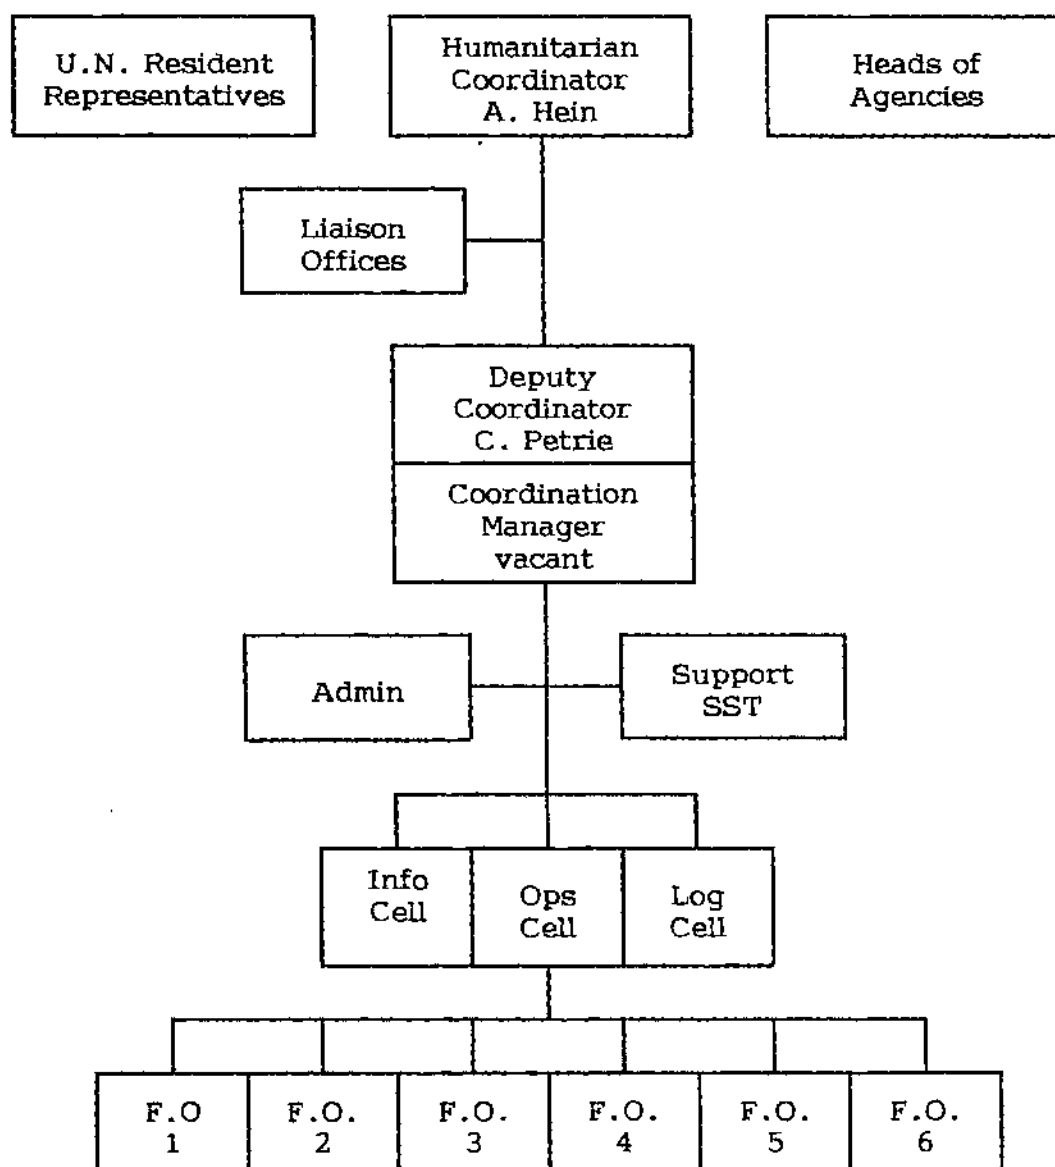 U.N. Resident
Representatives
Humanitarian
Coordinator
A. Hein
Heads of
Agencies
Liaison
Offices
Deputy
Coordinator
C. Petrie
Coordination
Manager
vacant
Admin
Support
SST
Info
Cell
Ops
Cell
Log
Cell
F.O
1
F.O.
2
F.O.
3
F.O.
4
F.O.
5
F.O.
6